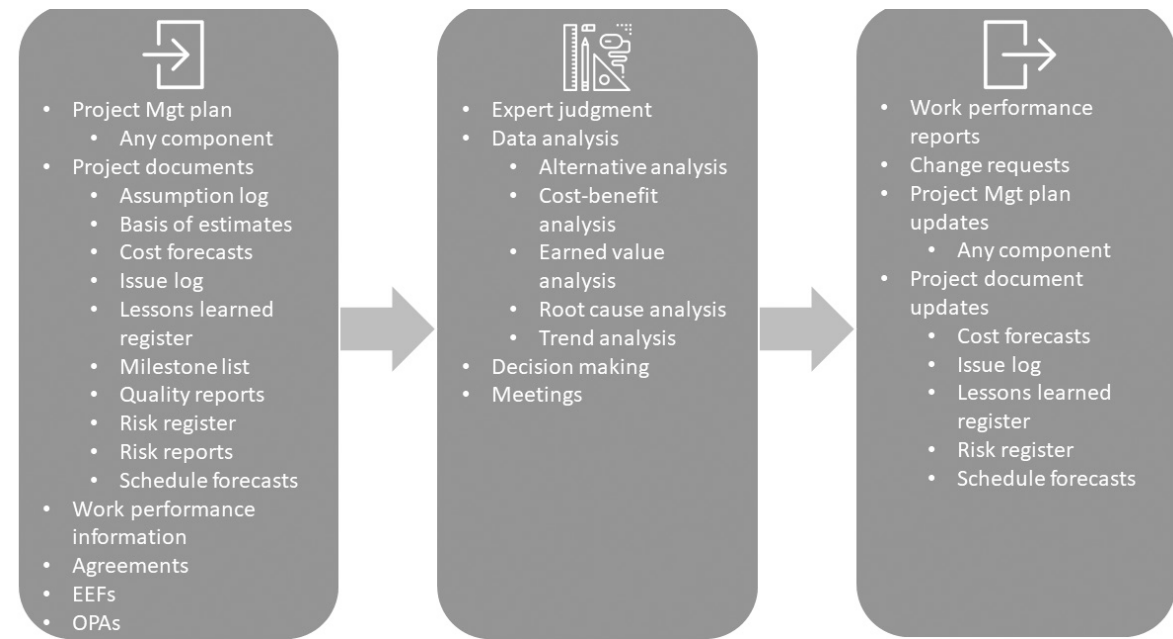 Project Mgt plan
Any component
Project documents
Assumption log
Basis of estimates
Cost forecasts
Issue log
Lessons learned
register
Milestone list
Quality reports
Risk register
Risk reports
Schedule forecasts
Work performance
information
Agreements
EEFs
OPAs
Expert judgment
Data analysis
Alternative analysis
Cost-benefit
analysis
Earned value
analysis
Root cause analysis
Trend analysis
Decision making
Meetings
Work performance
reports
Change requests
Project Mgt plan
updates
Any component
Project document
updates
Cost forecasts
Issue log
Lessons learned
register
Risk register
Schedule forecasts